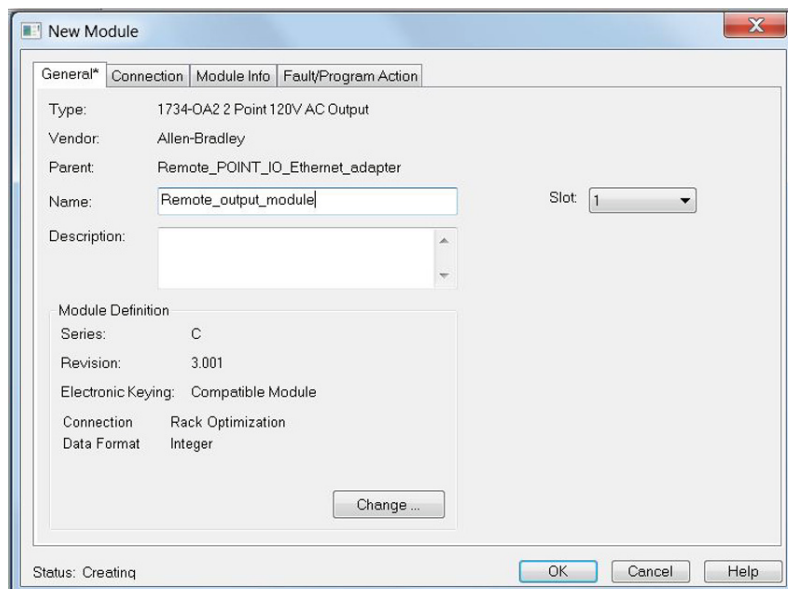 New Module
General* Connection Module Info Fault/Program Action
Type: 1734-OA2 2 Point 120V AC Output
Vendor: Allen-Bradley
Parent: Remote_POINT_IO_Ethernet_adapter
Name: Remote_output_module Slot: 1
Description:
Module Definition
Series: C
Revision: 3.001
Electronic Keying: Compatible Module
Connection Rack Optimization
Data Format Integer
Change ...
Status: Creating OK Cancel Help